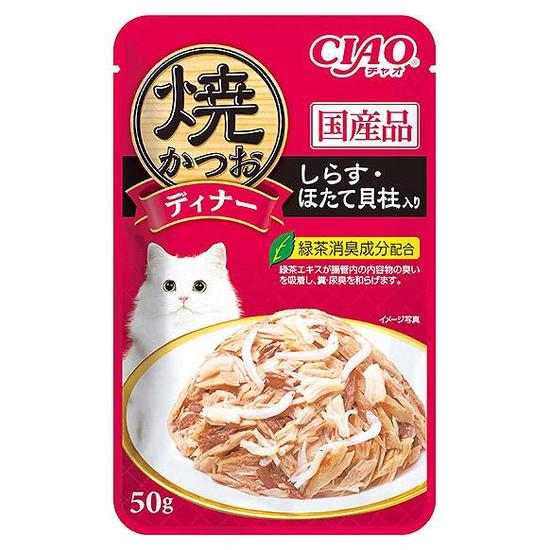 CIAO
チャオ
焼
かつお
ディナー
国産品
しらす・
ほたて貝柱入り
緑茶消臭成分配合
緑茶エキスが腸管内の内容物の臭い
を吸着し、糞・尿臭を和らげます。
イメージ写真
50g